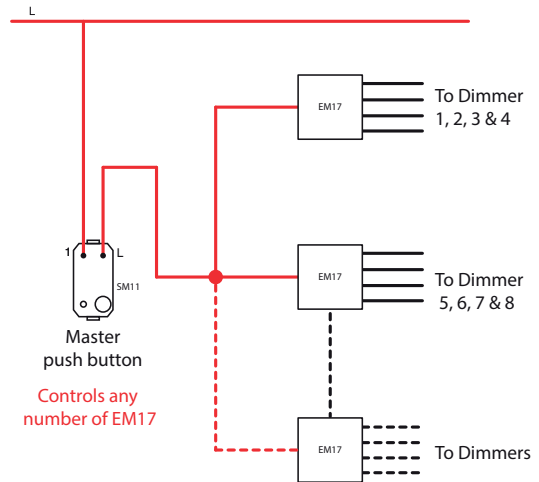 L
EM17
To Dimmer
1, 2, 3 & 4
1
L
SM11
Master
push button
Controls any
number of EM17
EM17
To Dimmer
5, 6, 7 & 8
EM17
To Dimmers